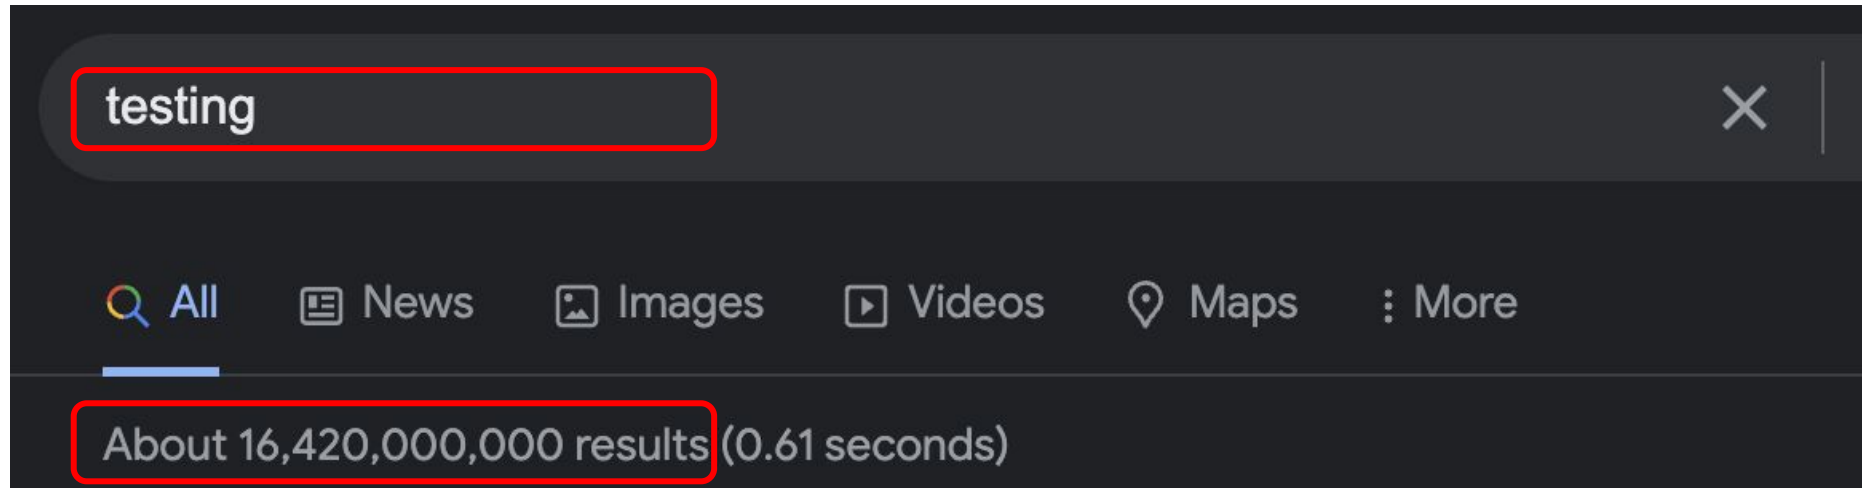 testing
All News Images Videos Maps More
About 16,420,000,000 results (0.61 seconds)